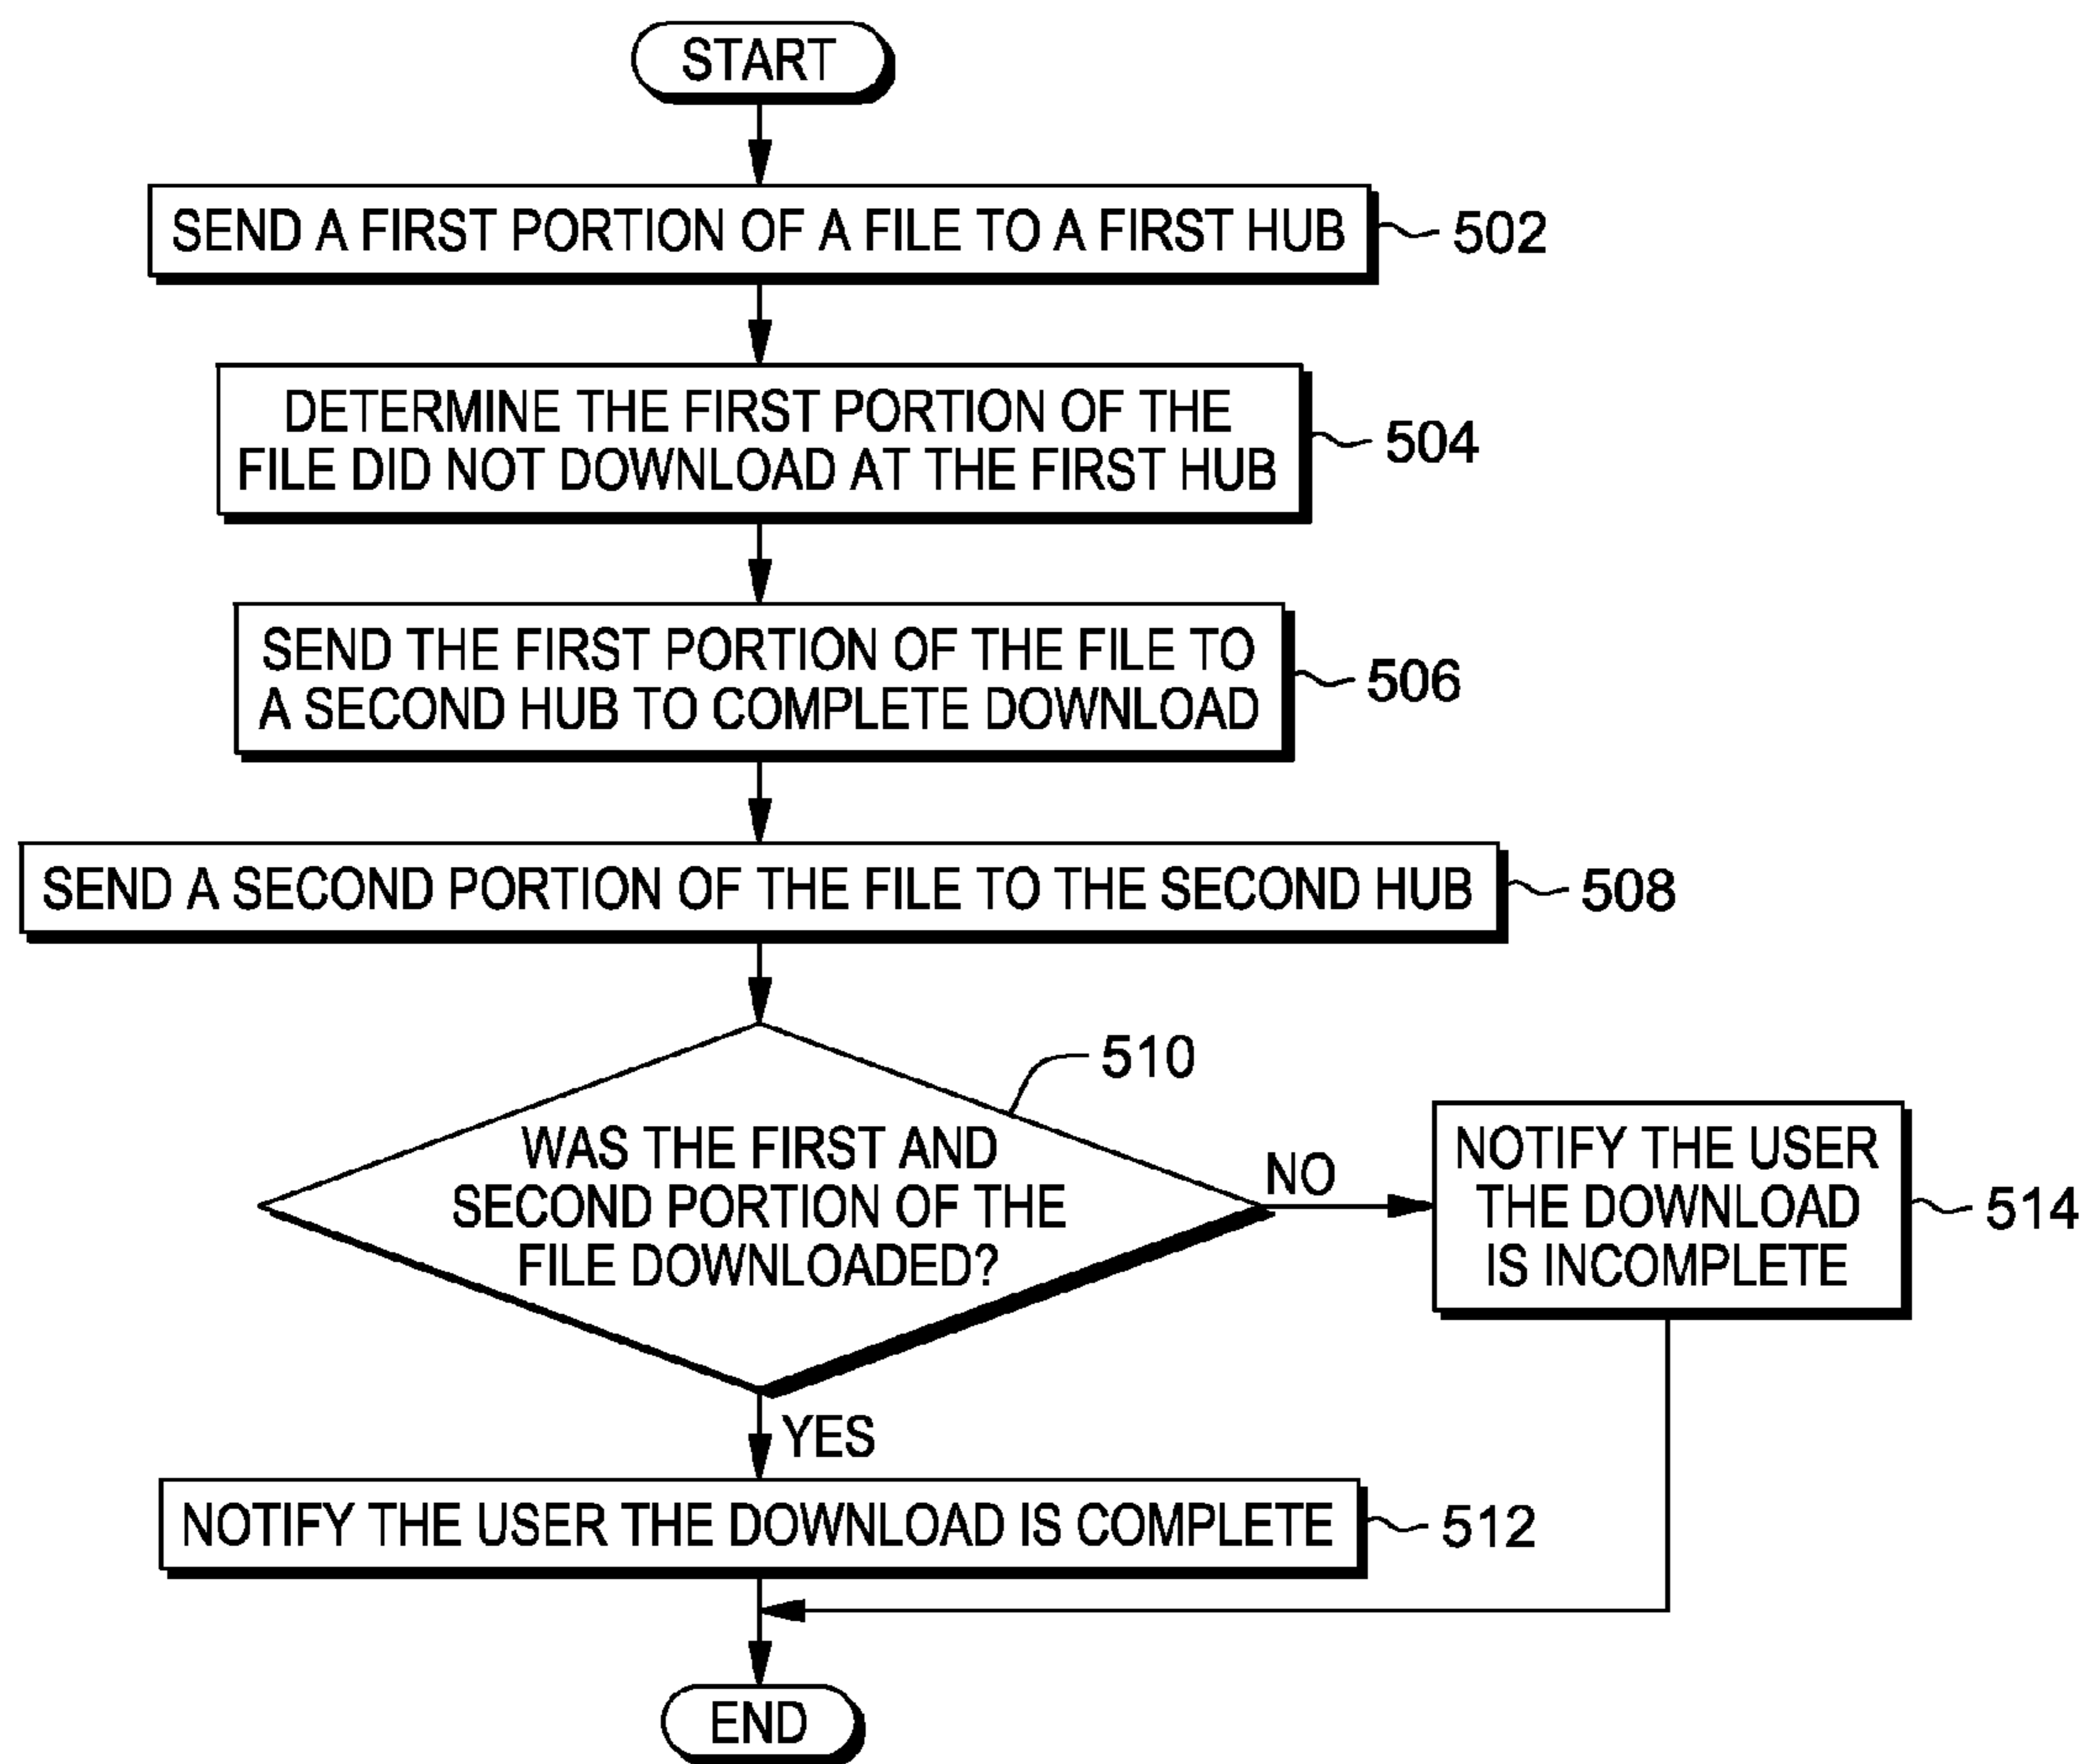 START
SEND A FIRST PORTION OF A FILE TO A FIRST HUB
502
DETERMINE THE FIRST PORTION OF THE
FILE DID NOT DOWNLOAD AT THE FIRST HUB
504
SEND THE FIRST PORTION OF THE FILE TO
A SECOND HUB TO COMPLETE DOWNLOAD
506
SEND A SECOND PORTION OF THE FILE TO THE SECOND HUB
508
510
WAS THE FIRST AND
SECOND PORTION OF THE
FILE DOWNLOADED?
NO
NOTIFY THE USER
THE DOWNLOAD
IS INCOMPLETE
514
YES
NOTIFY THE USER THE DOWNLOAD IS COMPLETE
512
END